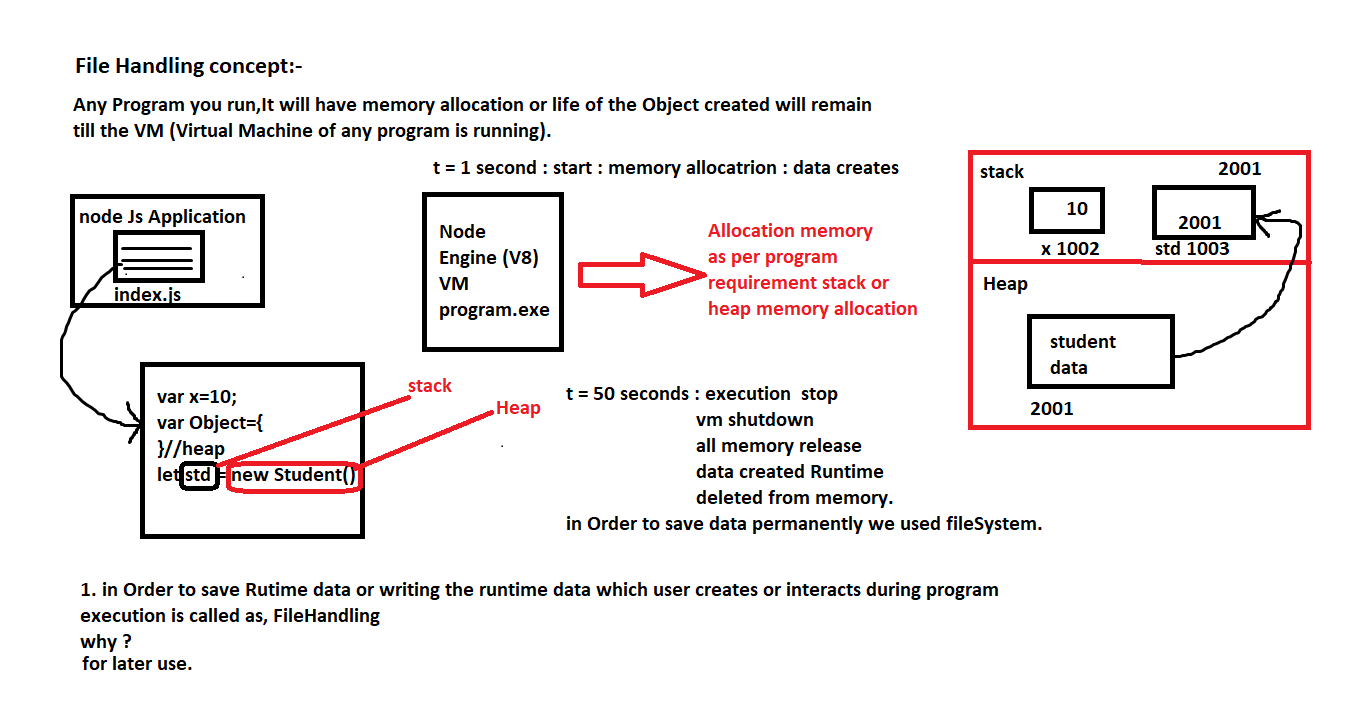 File Handling concept:-
Any Program you run,It will have memory allocation or life of the Object created will remain
till the VM (Virtual Machine of any program is running).
t = 1 second : start : memory allocatrion : data creates
node Js Application
index.js
Node
Engine (V8)
VM
program.exe
Allocation memory
as per program
requirement stack or
heap memory allocation
stack
2001
10
2001
x 1002
std 1003
Heap
student
data
2001
var x=10;
var Object={
}//heap
let std = new Student()
stack
Heap
t = 50 seconds : execution  stop
vm shutdown
all memory release
data created Runtime
deleted from memory.
in Order to save data permanently we used fileSystem.
1. in Order to save Rutime data or writing the runtime data which user creates or interacts during program
execution is called as, FileHandling
why ?
for later use.